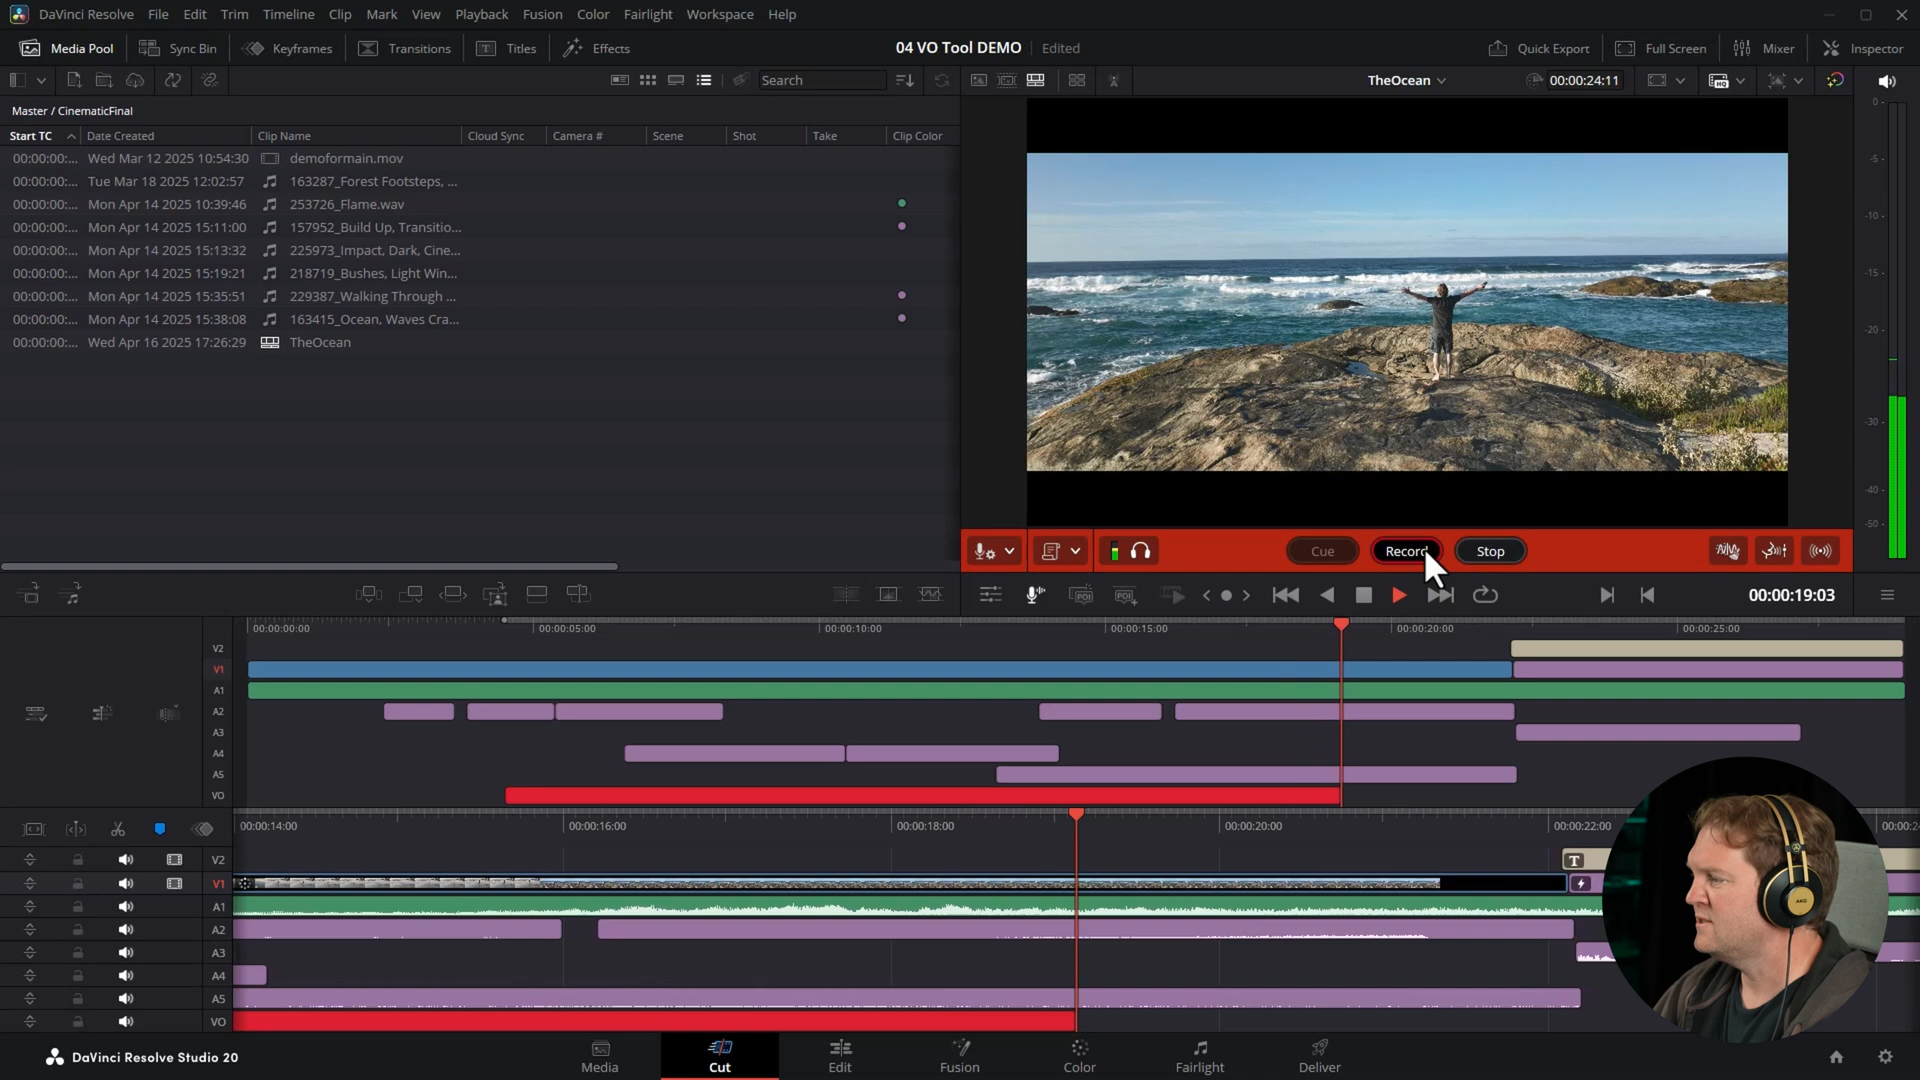 DaVinci Resolve File Edit Trim Timeline Clip Mark View Playback Fusion Color Fairlight Workspace Help
Media Pool Sync Bin Keyframes Transitions Titles Effects 04 VO Tool DEMO Edited Quick Export Full Screen Mixer Inspector
Search TheOcean 00:00:24:11
Master / CinematicFinal
Start TC Date Created Clip Name Cloud Sync Camera # Scene Shot Take Clip Color
00:00:00:... Wed Mar 12 2025 10:54:30 demoformain.mov
00:00:00:... Tue Mar 18 2025 12:02:57 163287_Forest Footsteps, ...
00:00:00:... Mon Apr 14 2025 10:39:46 253726_Flame.wav
00:00:00:... Mon Apr 14 2025 15:11:00 157952_Build Up, Transitio...
00:00:00:... Mon Apr 14 2025 15:13:32 225973_Impact, Dark, Cine...
00:00:00:... Mon Apr 14 2025 15:19:21 218719_Bushes, Light Win...
00:00:00:... Mon Apr 14 2025 15:35:51 229387_Walking Through ...
00:00:00:... Mon Apr 14 2025 15:38:08 163415_Ocean, Waves Cra...
00:00:00:... Wed Apr 16 2025 17:26:29 TheOcean
0
-5
-10
-15
-20
-30
-40
-50
Cue Record Stop
00:00:19:03
00:00:00:00 00:00:05:00 00:00:10:00 00:00:15:00 00:00:20:00 00:00:25:00
V2
V1
A1
A2
A3
A4
A5
VO
00:00:14:00 00:00:16:00 00:00:18:00 00:00:20:00 00:00:22:00
V2 T
V1
A1
A2
A3
A4
A5
VO
AKG
DaVinci Resolve Studio 20
Media Cut Edit Fusion Color Fairlight Deliver